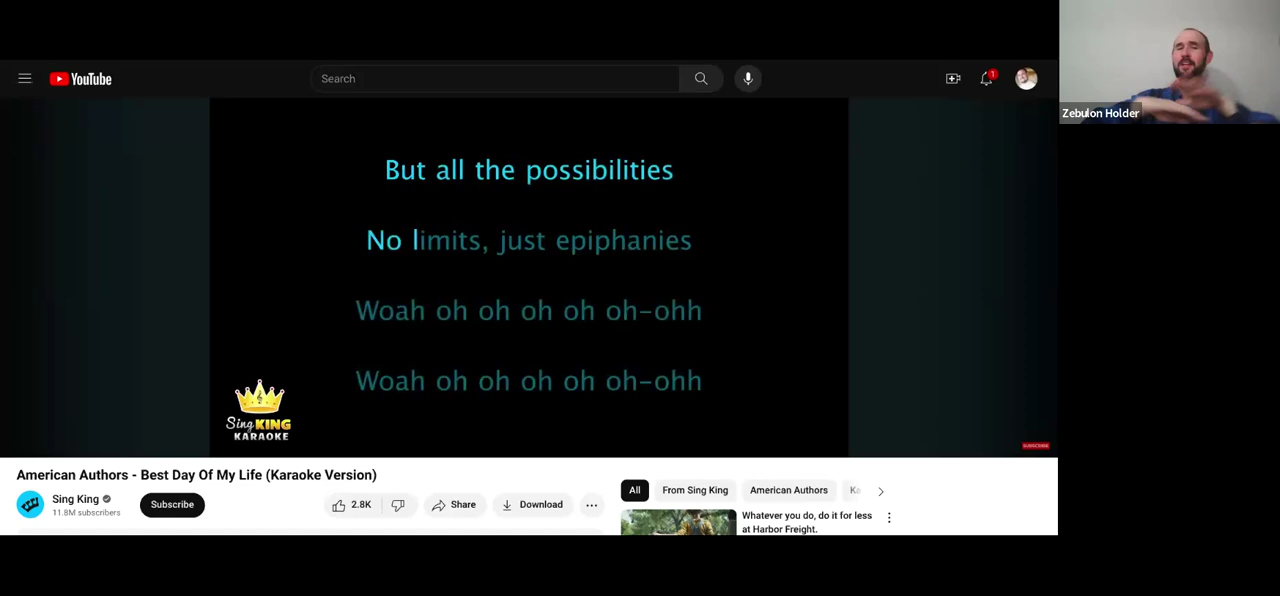 YouTube
Search
1
Zebulon Holder
But all the possibilities
No limits, just epiphanies
Woah oh oh oh oh oh-ohh
Woah oh oh oh oh oh-ohh
Sing KING
KARAOKE
SUBSCRIBE
American Authors - Best Day Of My Life (Karaoke Version)
Sing King
11.8M subscribers
Subscribe
2.8K
Share
Download
All
From Sing King
American Authors
Ke
Whatever you do, do it for less
at Harbor Freight.